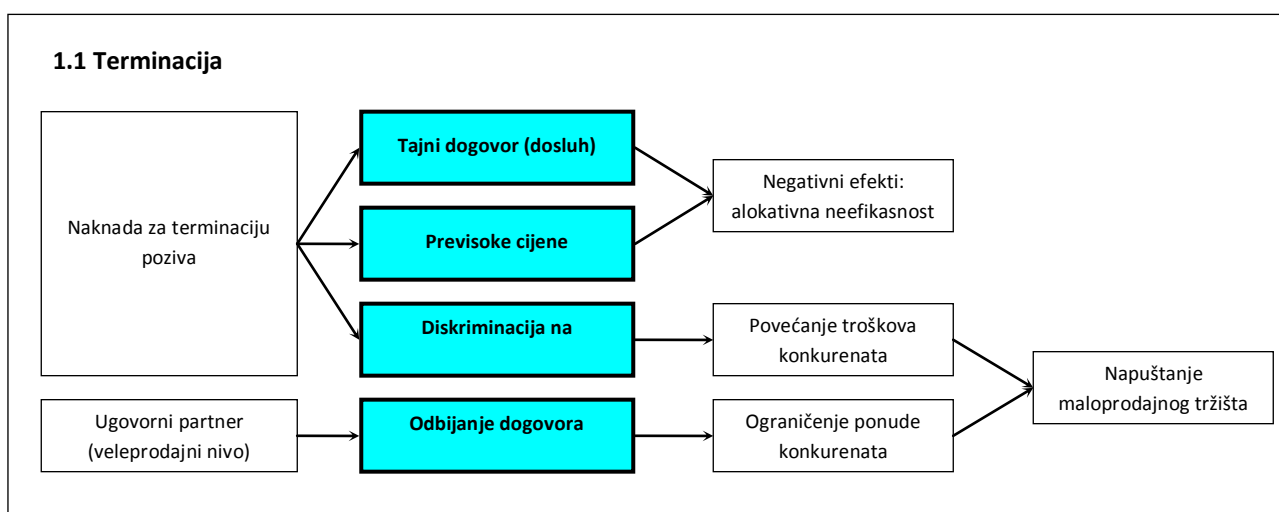 1.1 Terminacija
Naknada za terminaciju
poziva
Tajni dogovor (dosluh)
Previsoke cijene
Diskriminacija na
Negativni efekti:
alokativna neefikasnost
Povećanje troškova
konkurenata
Napuštanje
maloprodajnog tržišta
Ugovorni partner
(veleprodajni nivo)
Odbijanje dogovora
Ograničenje ponude
konkurenata